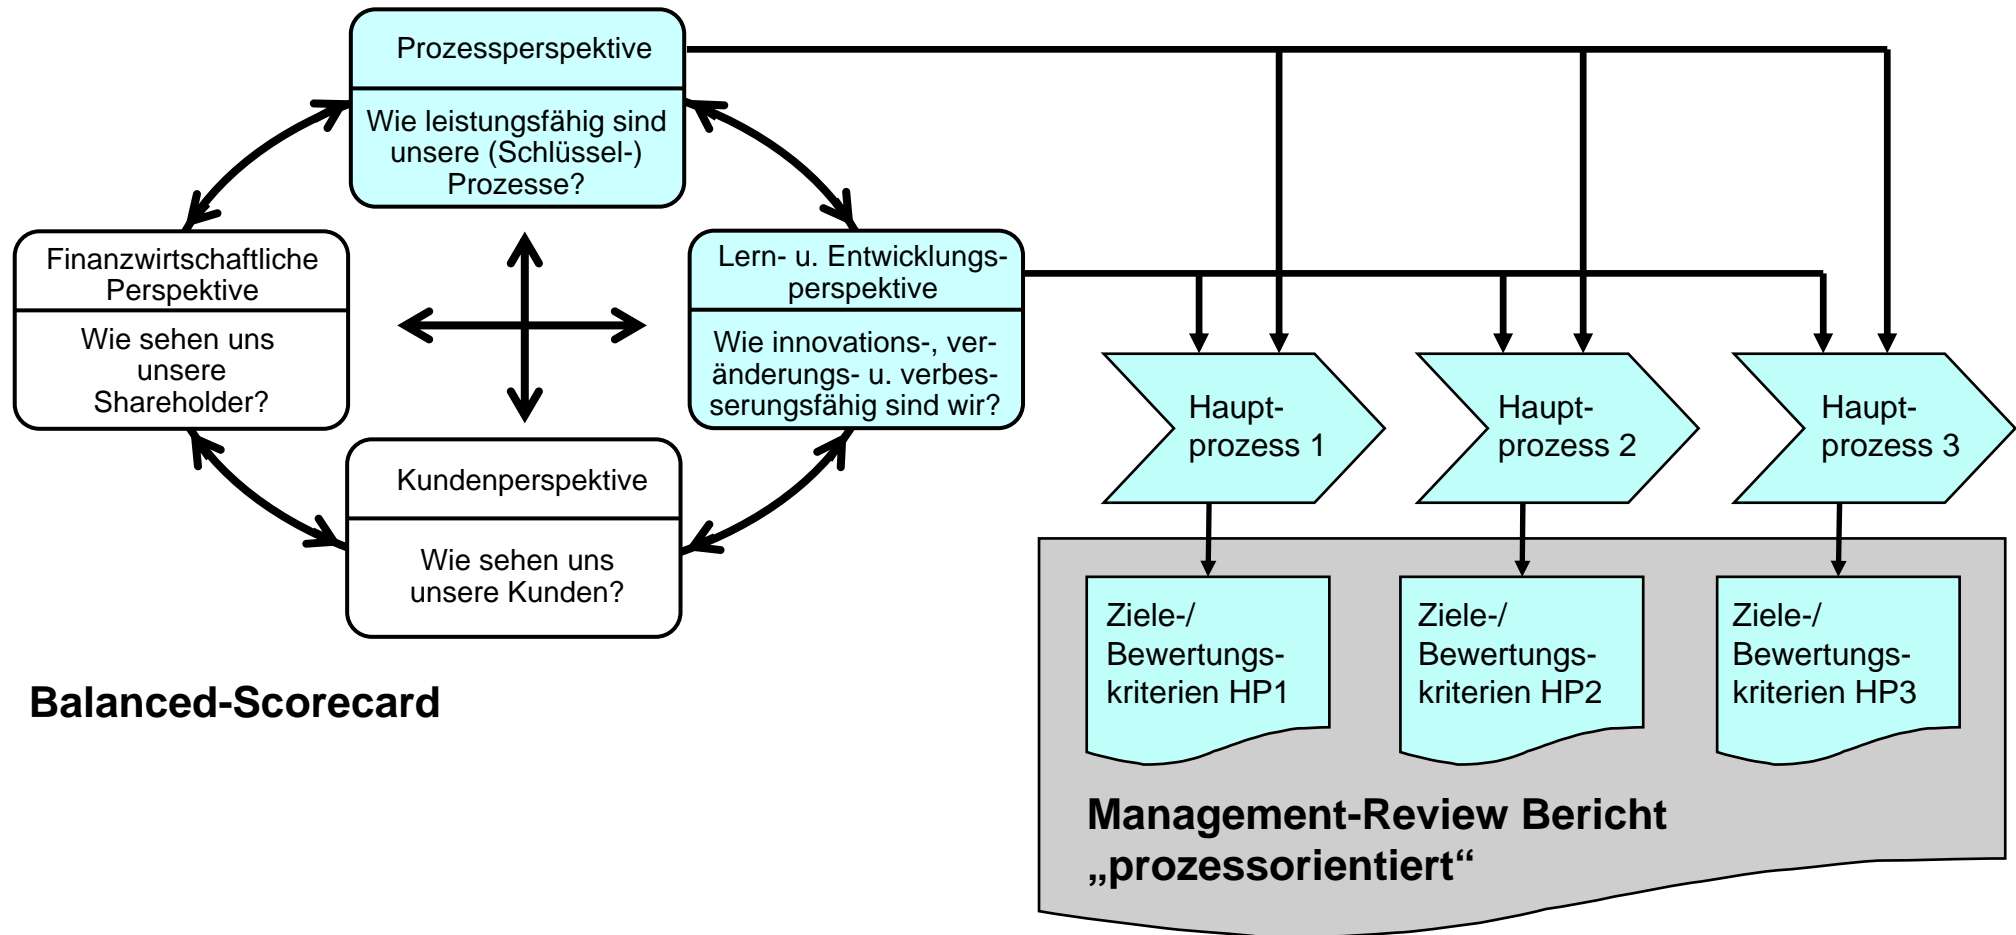 Prozessperspektive
Wie leistungsfähig sind
unsere (Schlüssel-)
Prozesse?
Finanzwirtschaftliche
Perspektive
Wie sehen uns
unsere
Shareholder?
Lern- u. Entwicklungs-
perspektive
Wie innovations-, ver-
änderungs- u. verbes-
serungsfähig sind wir?
Kundenperspektive
Wie sehen uns
unsere Kunden?
Balanced-Scorecard
Haupt-
prozess 1
Haupt-
prozess 2
Haupt-
prozess 3
Ziele-/
Bewertungs-
kriterien HP1
Ziele-/
Bewertungs-
kriterien HP2
Ziele-/
Bewertungs-
kriterien HP3
Management-Review Bericht
„prozessorientiert“